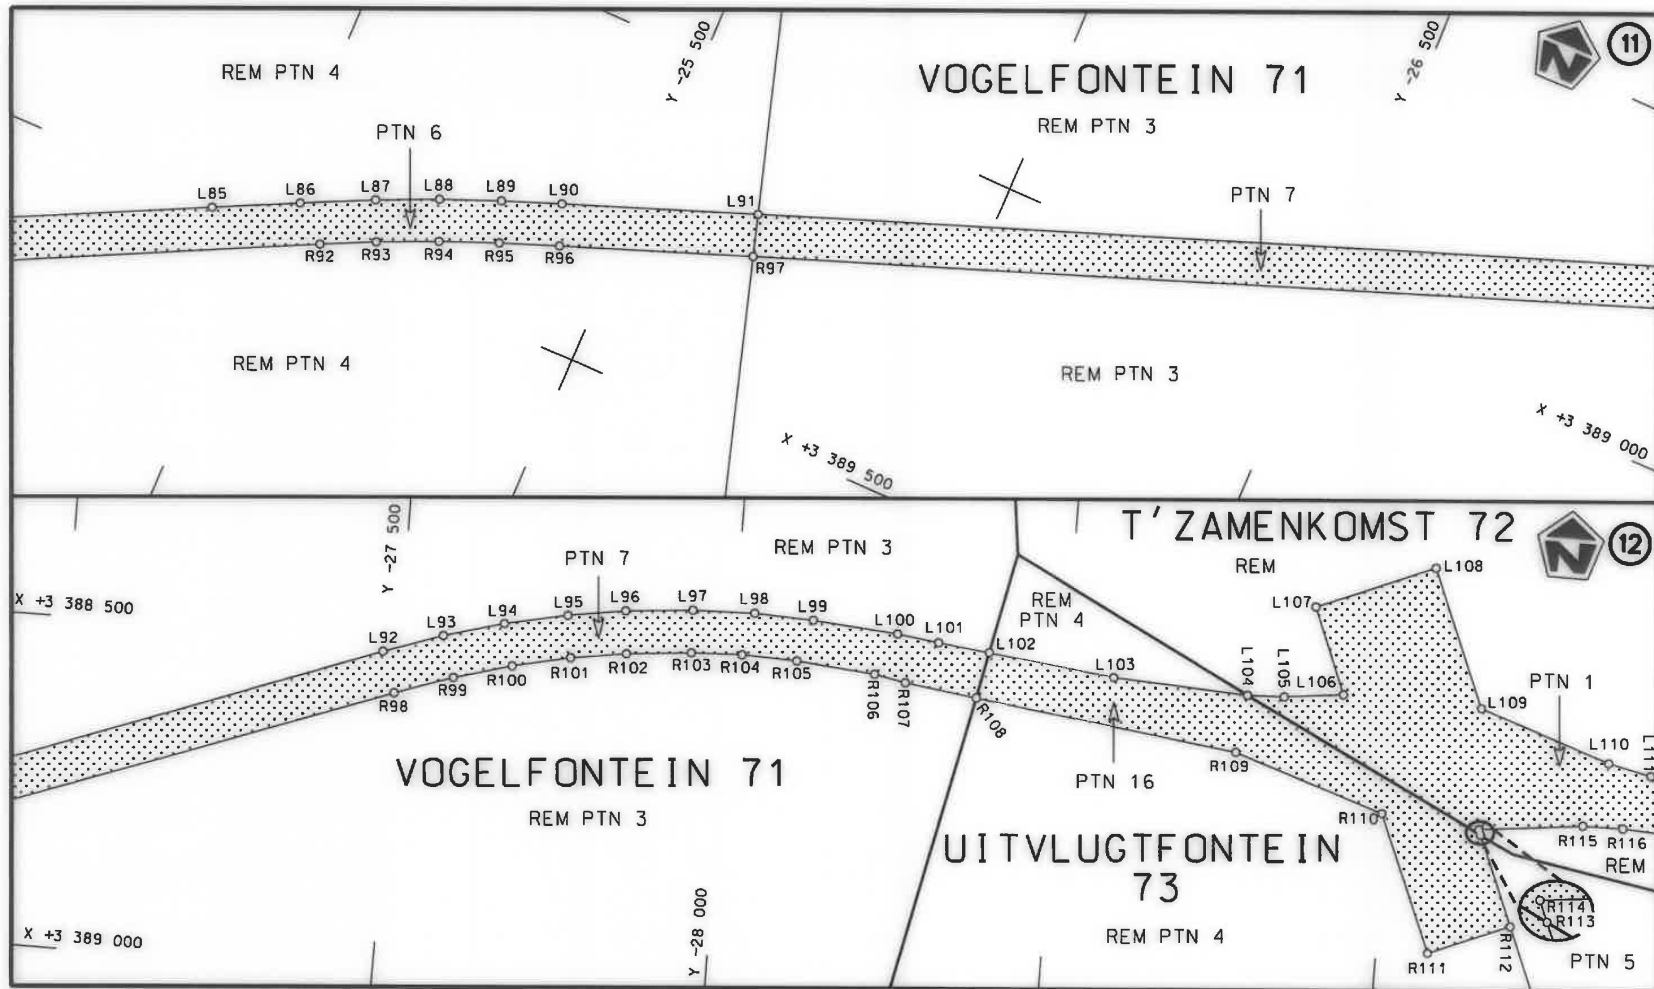 Y -25 500
Y -26 500
N
11
REM PTN 4
VOGELFONTEIN 71
REM PTN 3
PTN 6
PTN 7
L85
L86
L87
L88
L89
L90
L91
R92
R93
R94
R95
R96
R97
REM PTN 4
REM PTN 3
X +3 389 500
X +3 389 000
Y -27 500
T'ZAMENKOMST 72
N
12
REM PTN 3
REM
PTN 7
X +3 388 500
REM
PTN 4
L92
L93
L94
L95
L96
L97
L98
L99
L100
L101
L102
L103
L104
L105
L106
L107
L108
L109
L110
L111
PTN 1
R98
R99
R100
R101
R102
R103
R104
R105
R106
R107
R108
R109
R110
R111
R112
R113
R114
R115
R116
VOGELFONTEIN 71
REM PTN 3
PTN 16
UITVLUGTFONTEIN
73
REM PTN 4
REM
PTN 5
X +3 389 000
Y -28 000